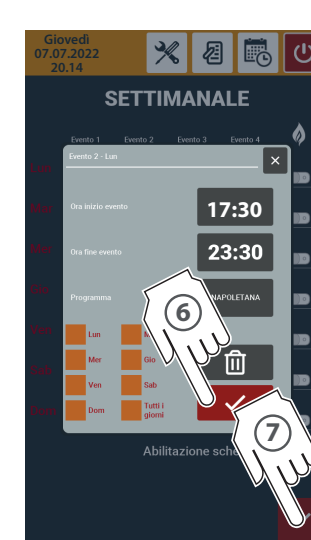 Giovedì
07.07.2022
20.14
SETTIMANALE
Evento 1 Evento 2 Evento 3 Evento 4
Evento 2 - Lun
Ora inizio evento 17:30
Ora fine evento 23:30
Programma NAPOLETANA
6
Lun
Mer Gio
Ven Sab
Dom Tutti i
giorni
7
Abilitazione